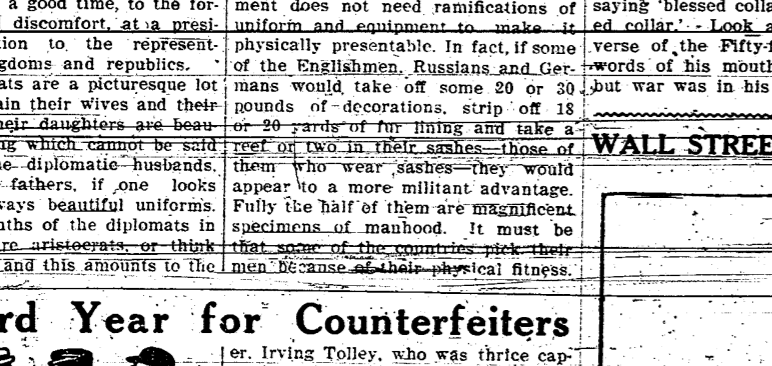 a good time, to the for-
discomfort, at a presi-
tion to the represent-
gdoms and republics.
ats are a picturesque lot
ain their wives and their
heir daughters are beau-
ng which cannot be said
e diplomatic husbands.
fathers, if one looks
ways beautiful uniforms.
nths of the diplomats in
re aristocrats, or think
and this amounts to the
ment does not need ramifications of
uniform and equipment to make it
physically presentable. In fact, if some
of the Englishmen, Russians and Ger-
mans would take off some 20 or 30
pounds of decorations, strip off 18
or 20 yards of fur lining and take a
reef or two in their sashes—those of
them who wear sashes—they would
appear to a more militant advantage.
Fully the half of them are magnificent
specimens of manhood. It must be
that some of the countries pick their
men because of their physical fitness.
saying 'blessed colla
ed collar.' - Look a
verse of the Fifty-f
words of his mouth
but war was in his
WALL STREE
rd Year for Counterfeiters
er. Irving Tolley, who was thrice cap-